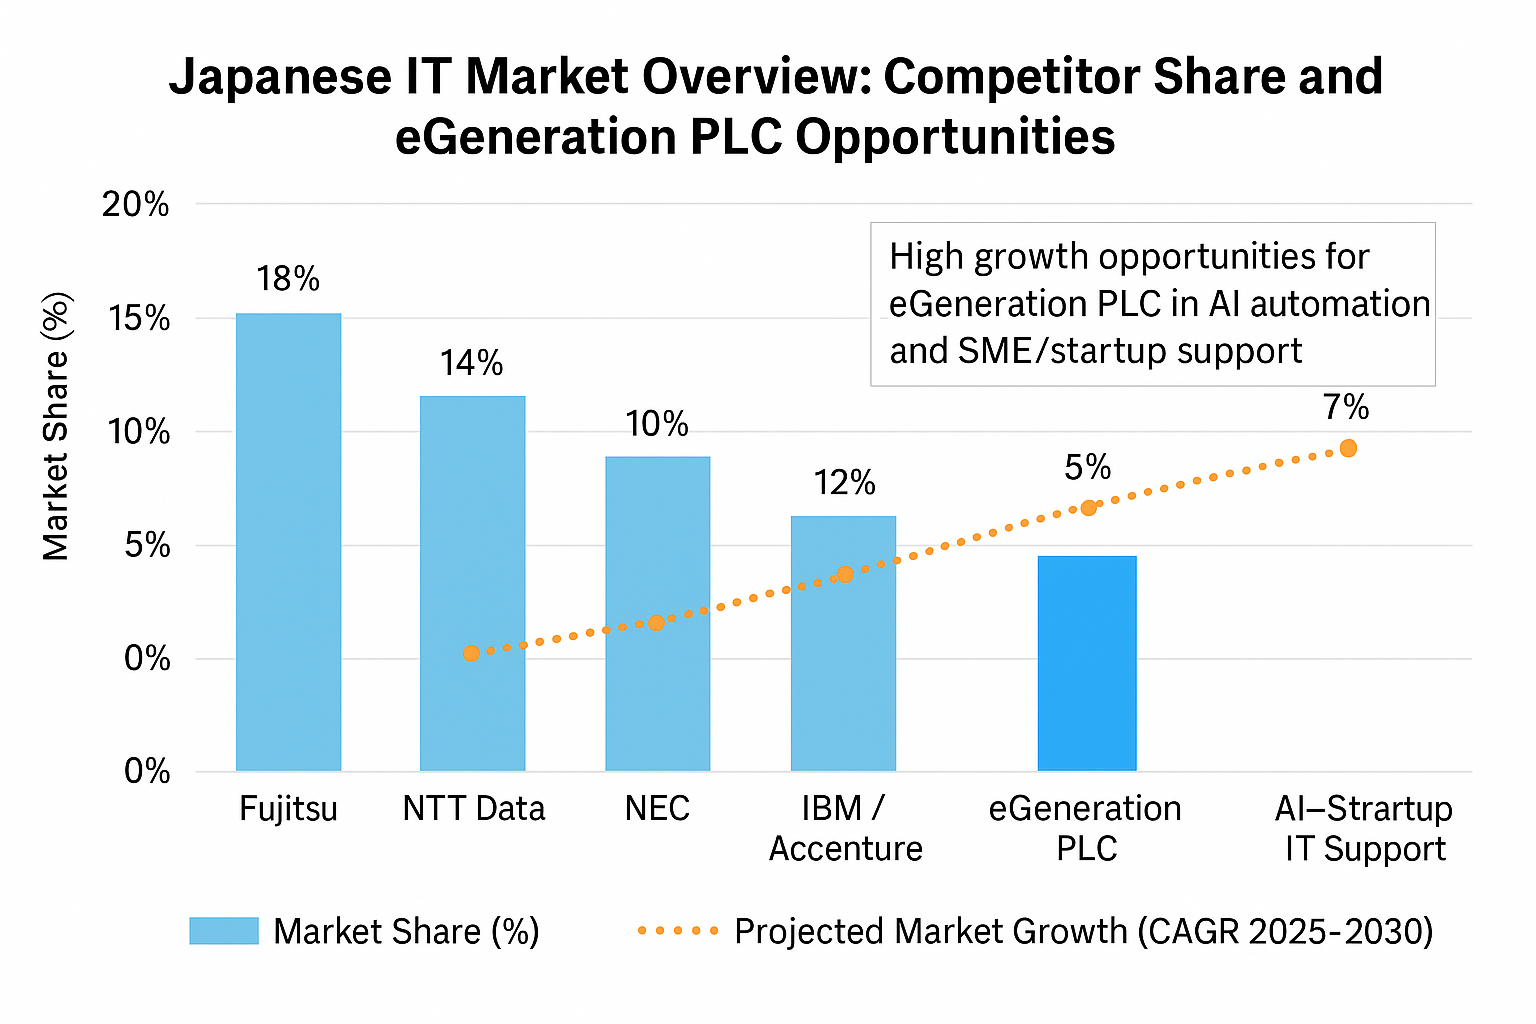 Japanese IT Market Overview: Competitor Share and
eGeneration PLC Opportunities
Market Share (%)
20%
15%
10%
5%
0%
0%
18%
14%
10%
12%
5%
7%
High growth opportunities for
eGeneration PLC in AI automation
and SME/startup support
Fujitsu
NTT Data
NEC
IBM /
Accenture
eGeneration
PLC
AI–Strartup
IT Support
Market Share (%)
Projected Market Growth (CAGR 2025-2030)